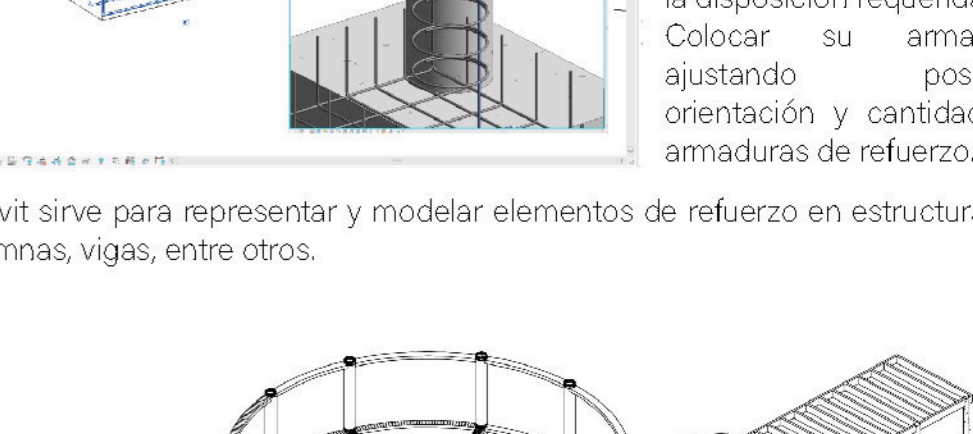 la disposición requerida
Colocar su arma
ajustando pos
orientación y cantidad
armaduras de refuerzo.
vit sirve para representar y modelar elementos de refuerzo en estructura
mnas, vigas, entre otros.